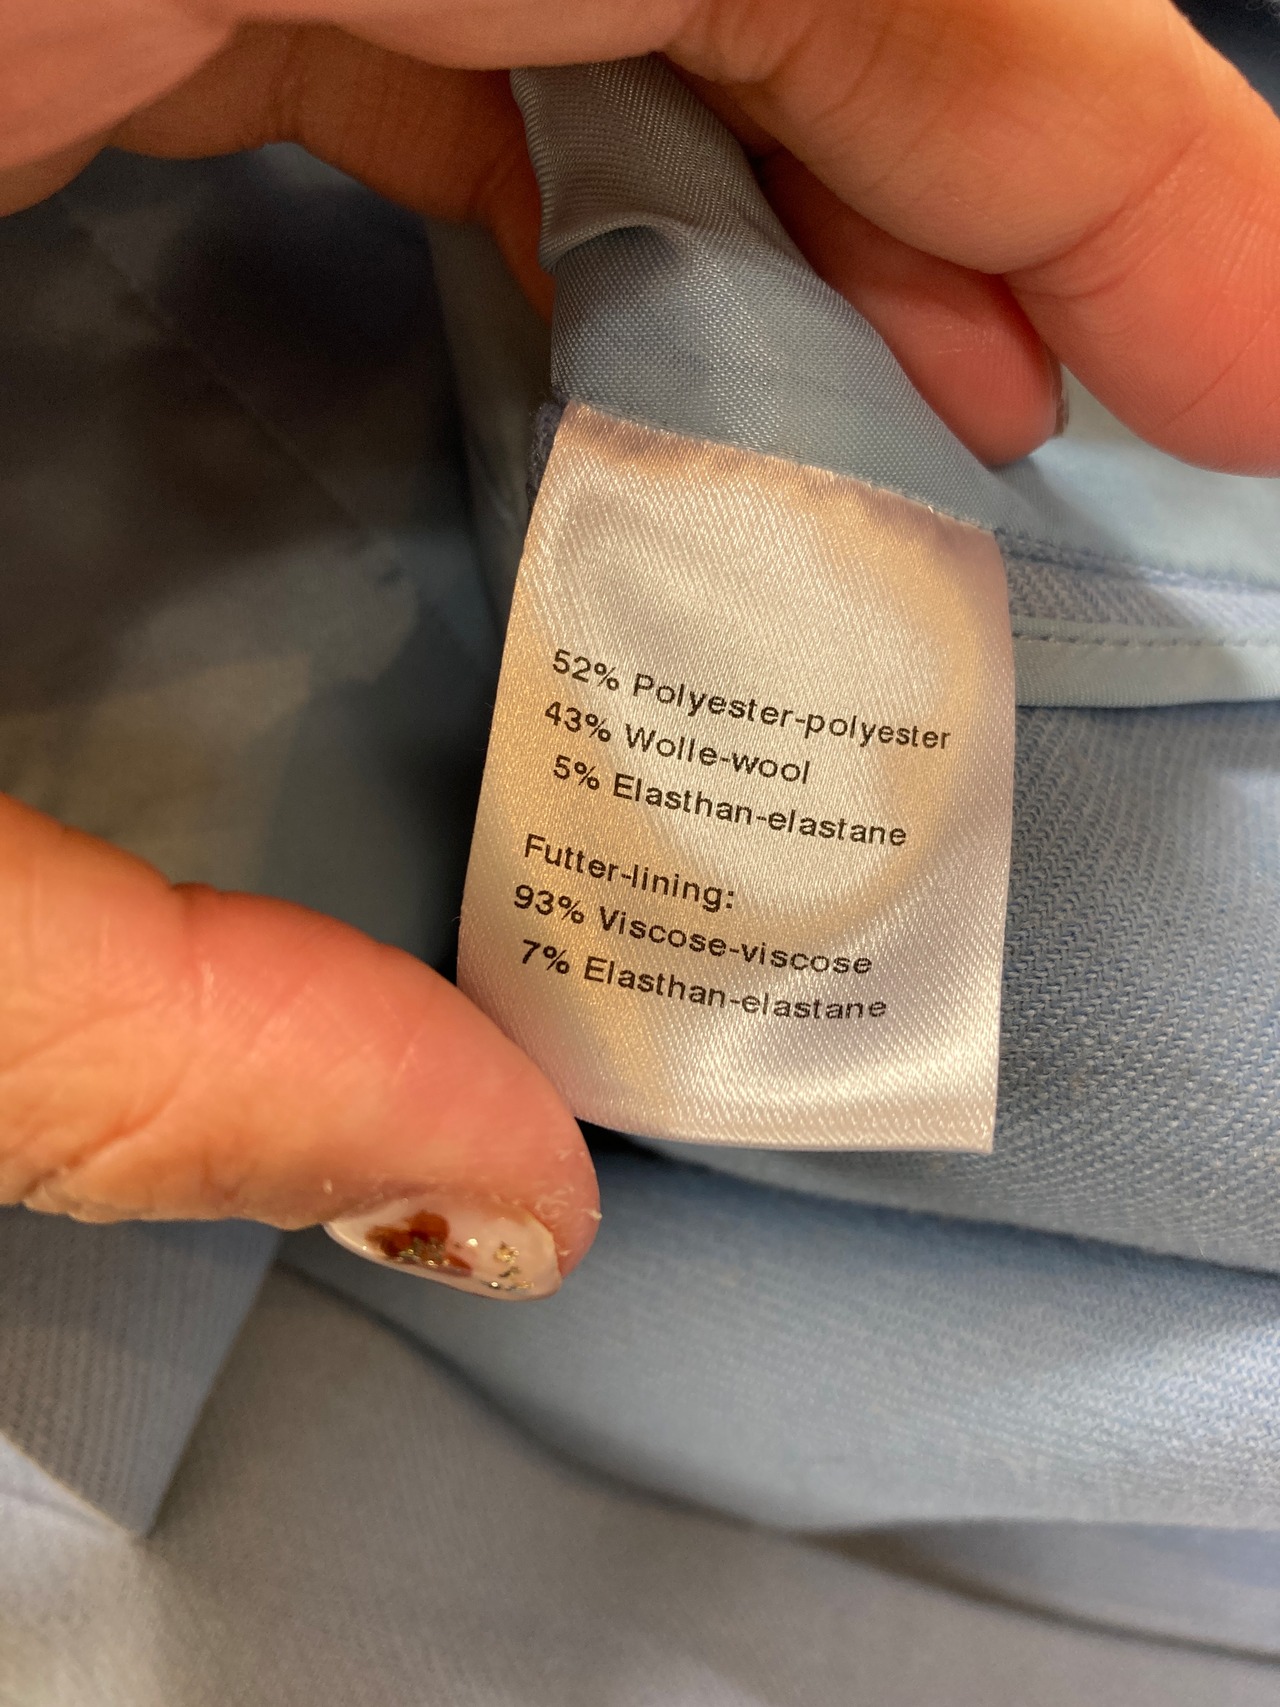 52% Polyester-polyester
43% Wolle-wool
5% Elasthan-elastane
Futter-lining:
93% Viscose-viscose
7% Elasthan-elastane